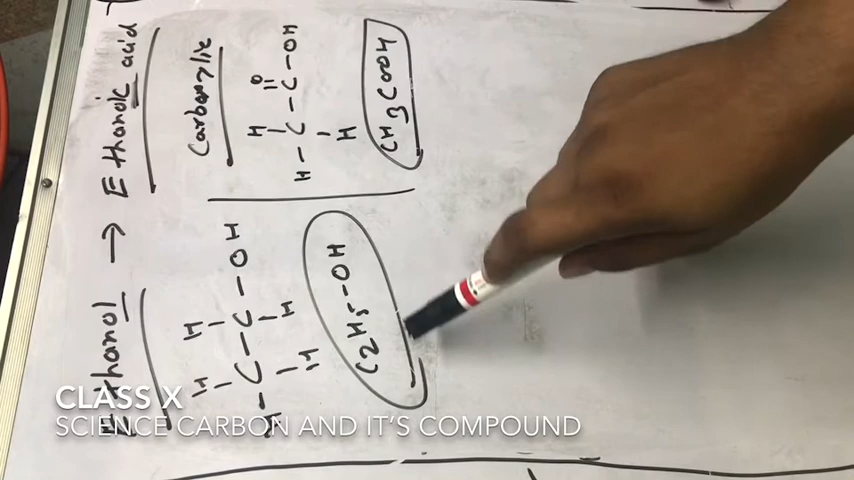 Ethanol → Ethanoic acid
Carboxylic
H H
H-C-C-OH
H H
C2H5-OH
H O
H-C-C-OH
H
CH3COOH
CLASS X
SCIENCE CARBON AND IT'S COMPOUND